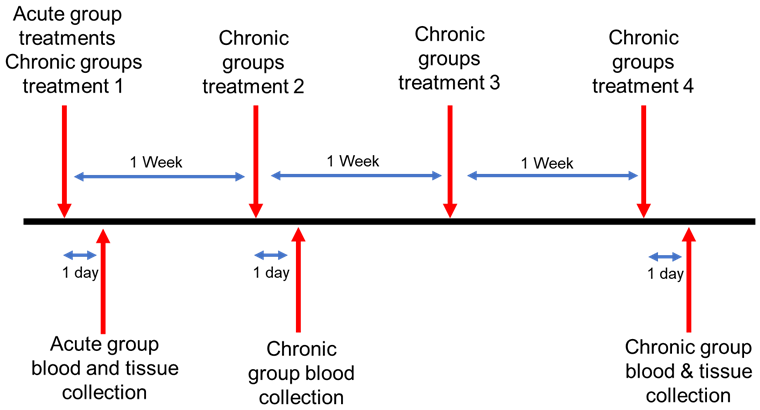 Acute group
treatments
Chronic groups
treatment 1
Chronic
groups
treatment 2
Chronic
groups
treatment 3
Chronic
groups
treatment 4
1 Week
1 Week
1 Week
1 day
1 day
1 day
Acute group
blood and tissue
collection
Chronic
group blood
collection
Chronic group
blood & tissue
collection